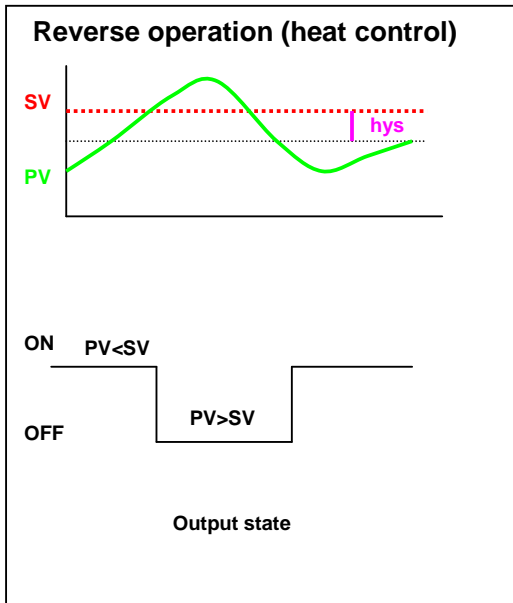 Reverse operation (heat control)
SV
hys
PV
ON
PV<SV
PV>SV
OFF
Output state